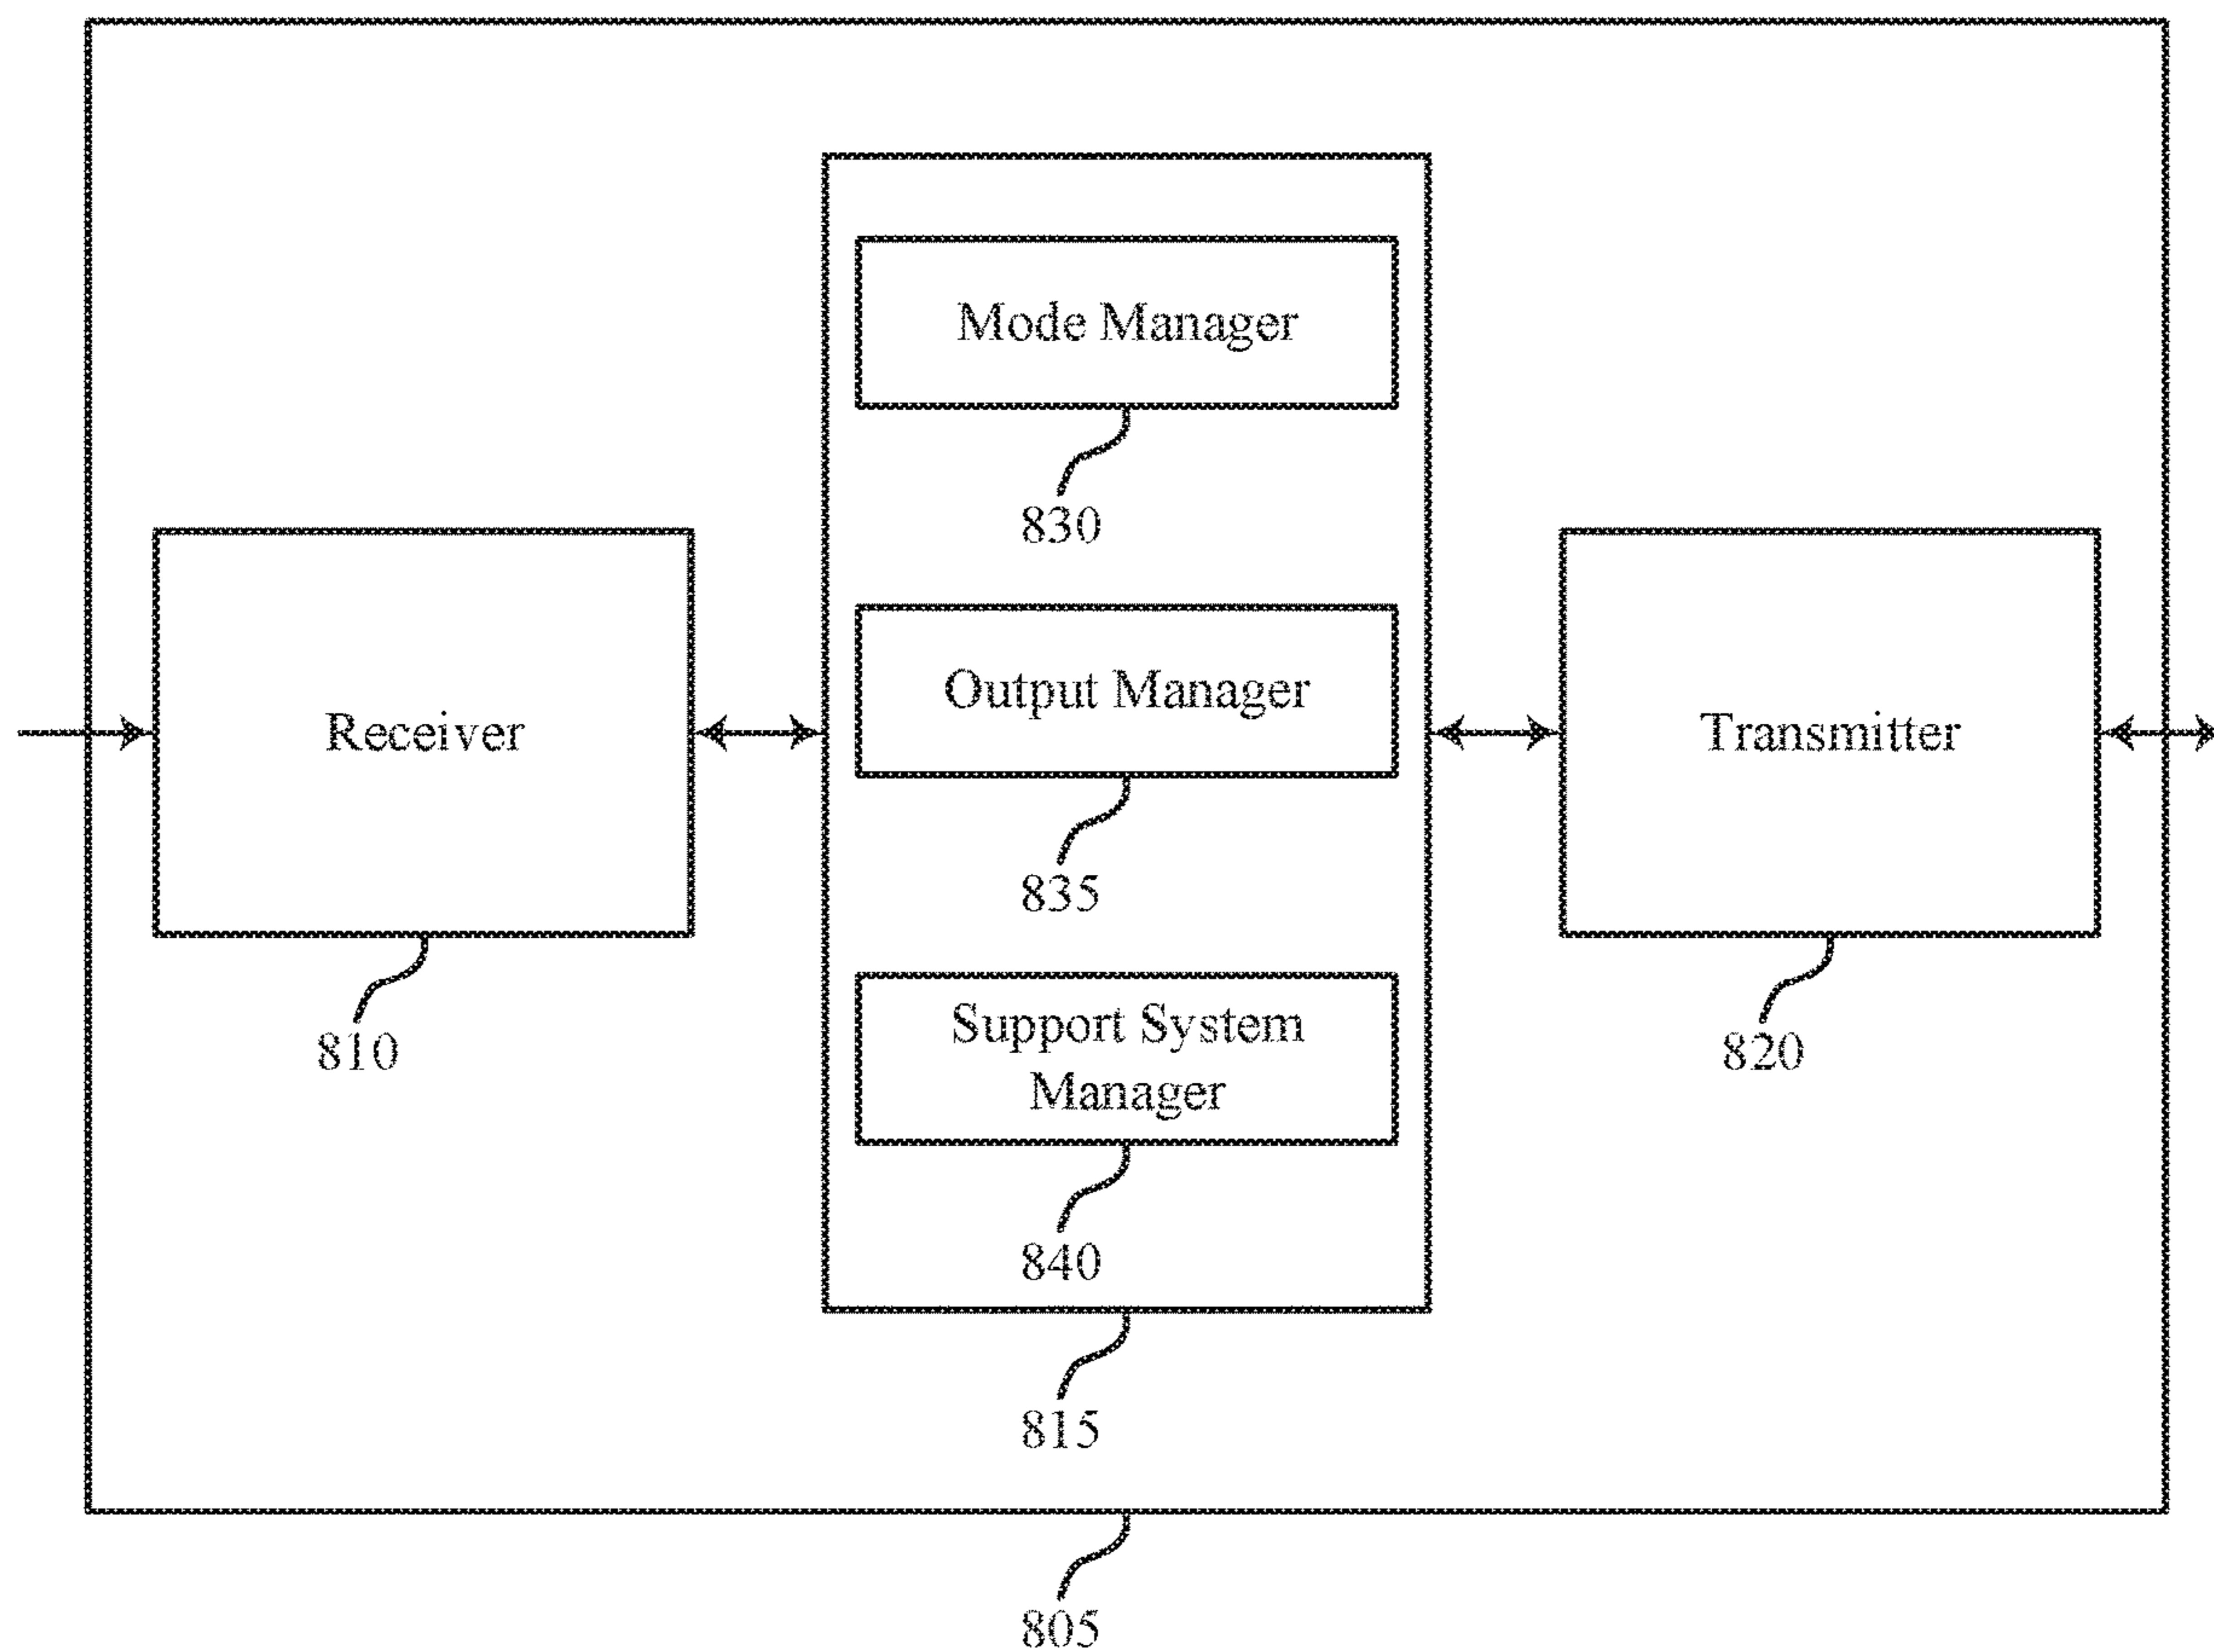 Mode Manager
830
Receiver
810
Output Manager
835
Support System
Manager
840
815
Transmitter
820
805